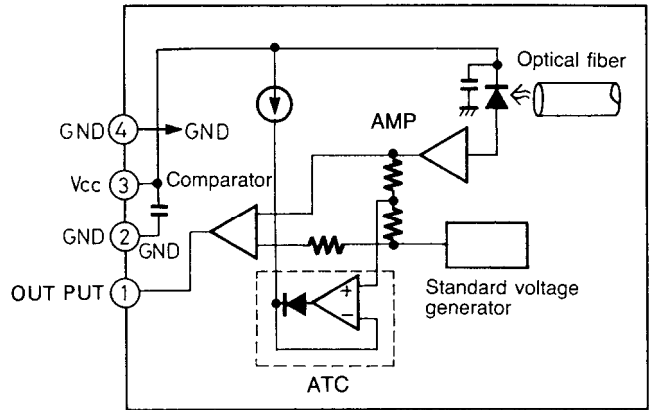 Optical fiber
AMP
GND 4 GND
Vcc 3 Comparator
GND 2 GND
OUT PUT 1
+
−
Standard voltage
generator
ATC